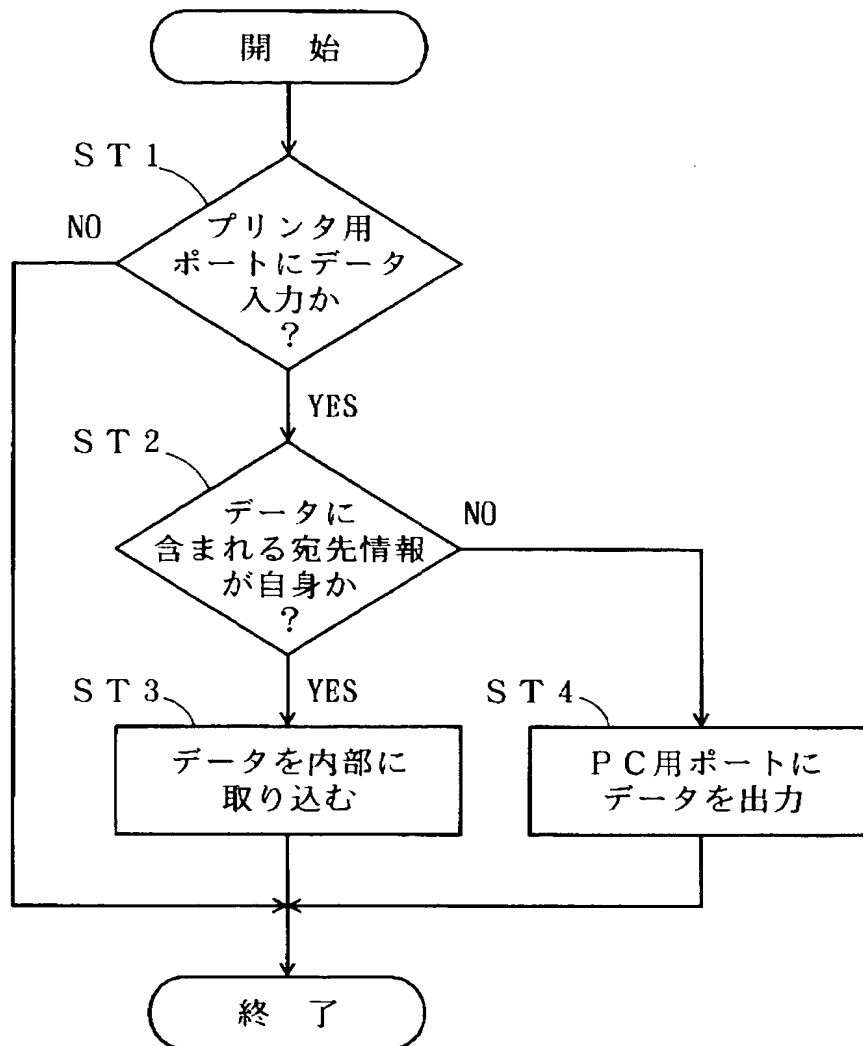 開 始
ST1
NO
プリンタ用
ポートにデータ
入力か
?
YES
ST2
データに
含まれる宛先情報
が自身か
?
NO
ST3
YES
データを内部に
取り込む
ST4
PC用ポートに
データを出力
終 了